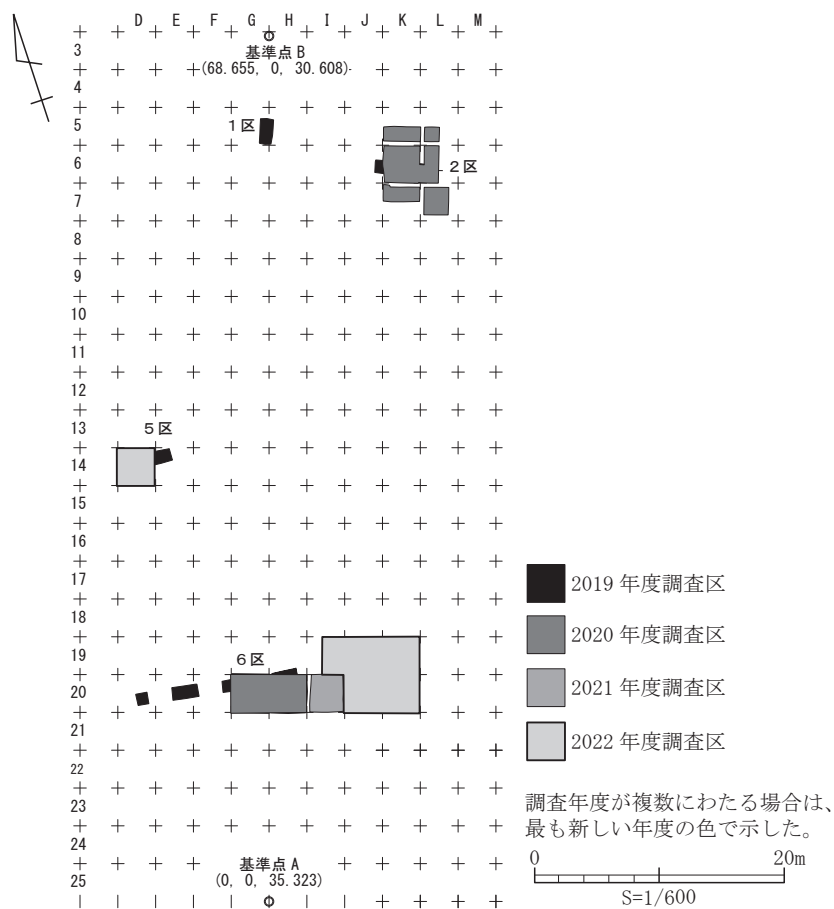 D E F G H I J K L M
3
基準点 B
(68.655, 0, 30.608)
4
5
1区
6
2区
7
8
9
10
11
12
13
5区
14
15
16
17
18
19
6区
20
21
22
23
24
25
基準点 A
(0, 0, 35.323)
2019 年度調査区
2020 年度調査区
2021 年度調査区
2022 年度調査区
調査年度が複数にわたる場合は、
最も新しい年度の色で示した。
0 20m
S=1/600